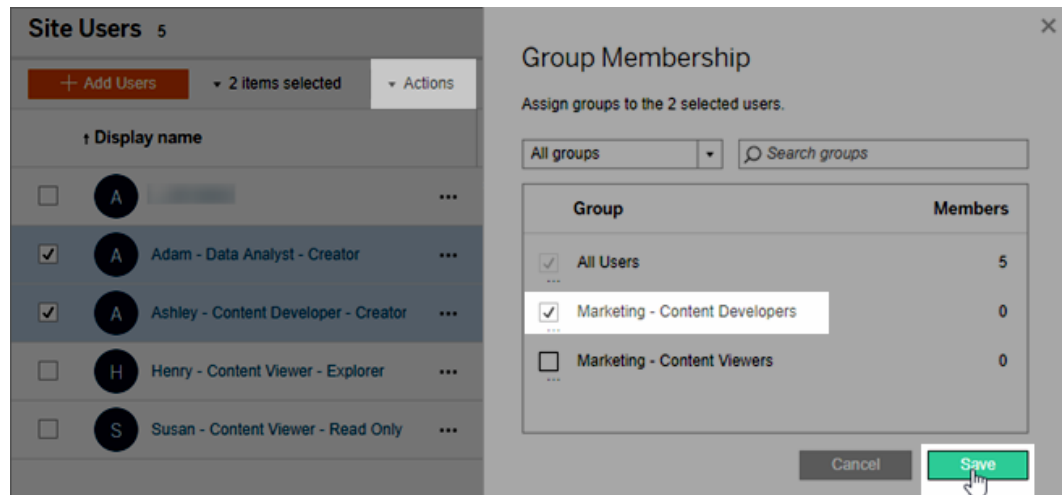 Site Users 5
+ Add Users
2 items selected
Actions
↑ Display name
A
A Adam - Data Analyst - Creator
A Ashley - Content Developer - Creator
H Henry - Content Viewer - Explorer
S Susan - Content Viewer - Read Only
Group Membership
Assign groups to the 2 selected users.
All groups
Search groups
Group Members
All Users 5
Marketing - Content Developers 0
Marketing - Content Viewers 0
Cancel
Save